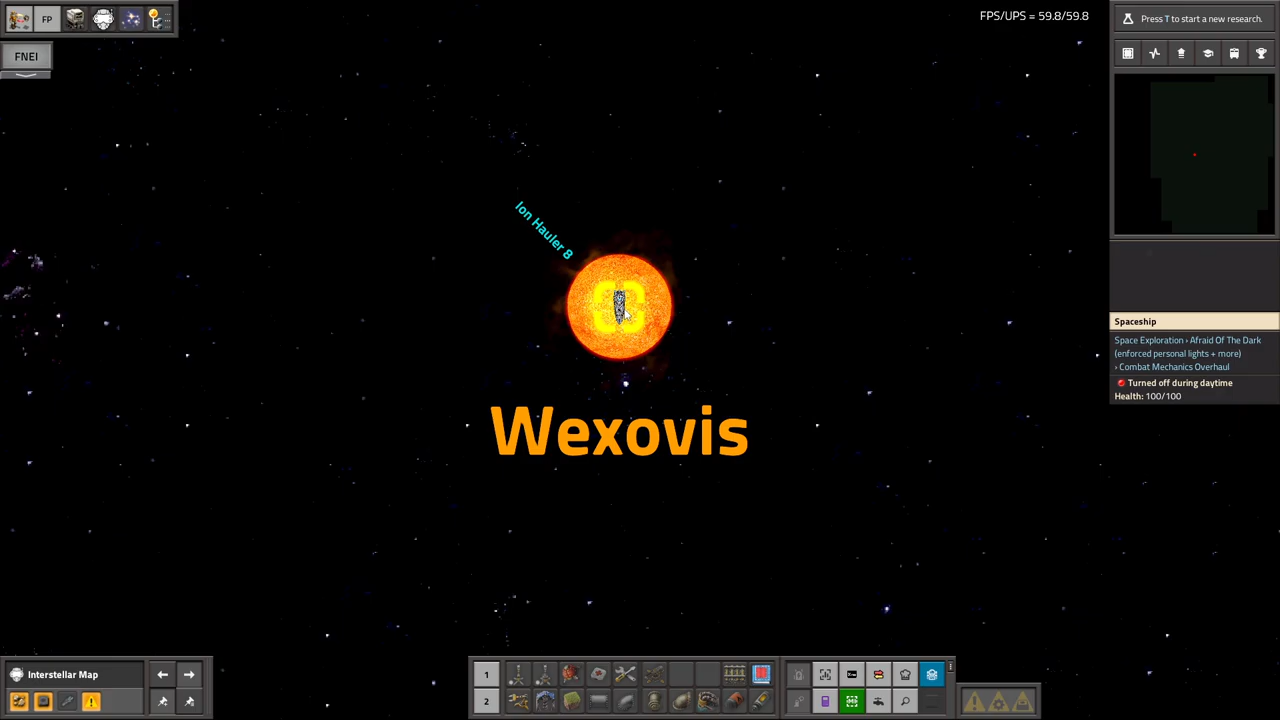 FP
FPS/UPS = 59.8/59.8
Press T to start a new research.
FNEI
Ion Hauler 8
Wexovis
Spaceship
Space Exploration › Afraid Of The Dark
(enforced personal lights + more)
› Combat Mechanics Overhaul
Turned off during daytime
Health: 100/100
Interstellar Map
1
2